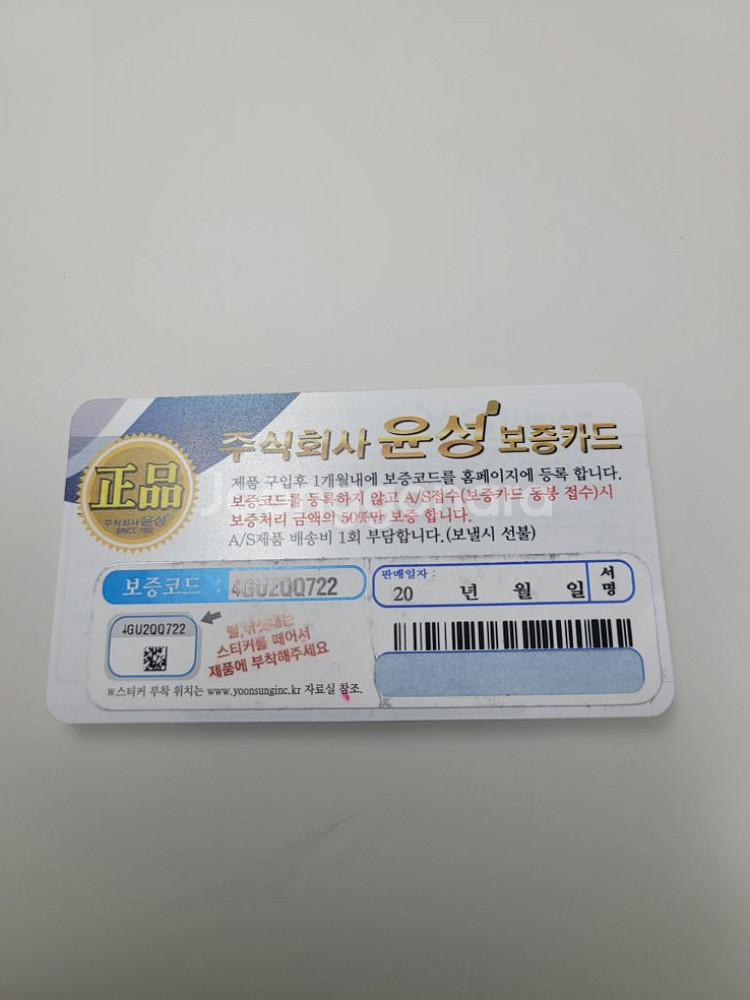 주식회사 윤성 보증카드
正品
주식회사 윤성
SINCE 1992
제품 구입후 1개월내에 보증코드를 홈페이지에 등록 합니다.
보증코드를 등록하지 않고 A/S접수(보증카드 동봉 접수)시
보증처리 금액의 50%만 보증 합니다.
A/S제품 배송비 1회 부담합니다.(보낼시 선불)
보증코드 : 4GU2QQ722
판매일자 :
20 년 월 일
서명
4GU2QQ722
스티커를 떼어서
제품에 부착해주세요
※스티커 부착 위치는 www.yoonsunginc.kr 자료실 참조.